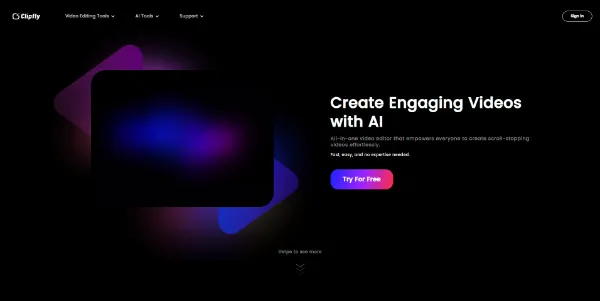 Clipfly
Video Editing Tools
AI Tools
Support
Sign in
Create Engaging Videos
with AI
All-in-one video editor that empowers everyone to create scroll-stopping
videos effortlessly.
Fast, easy, and no expertise needed.
Try For Free
to see more